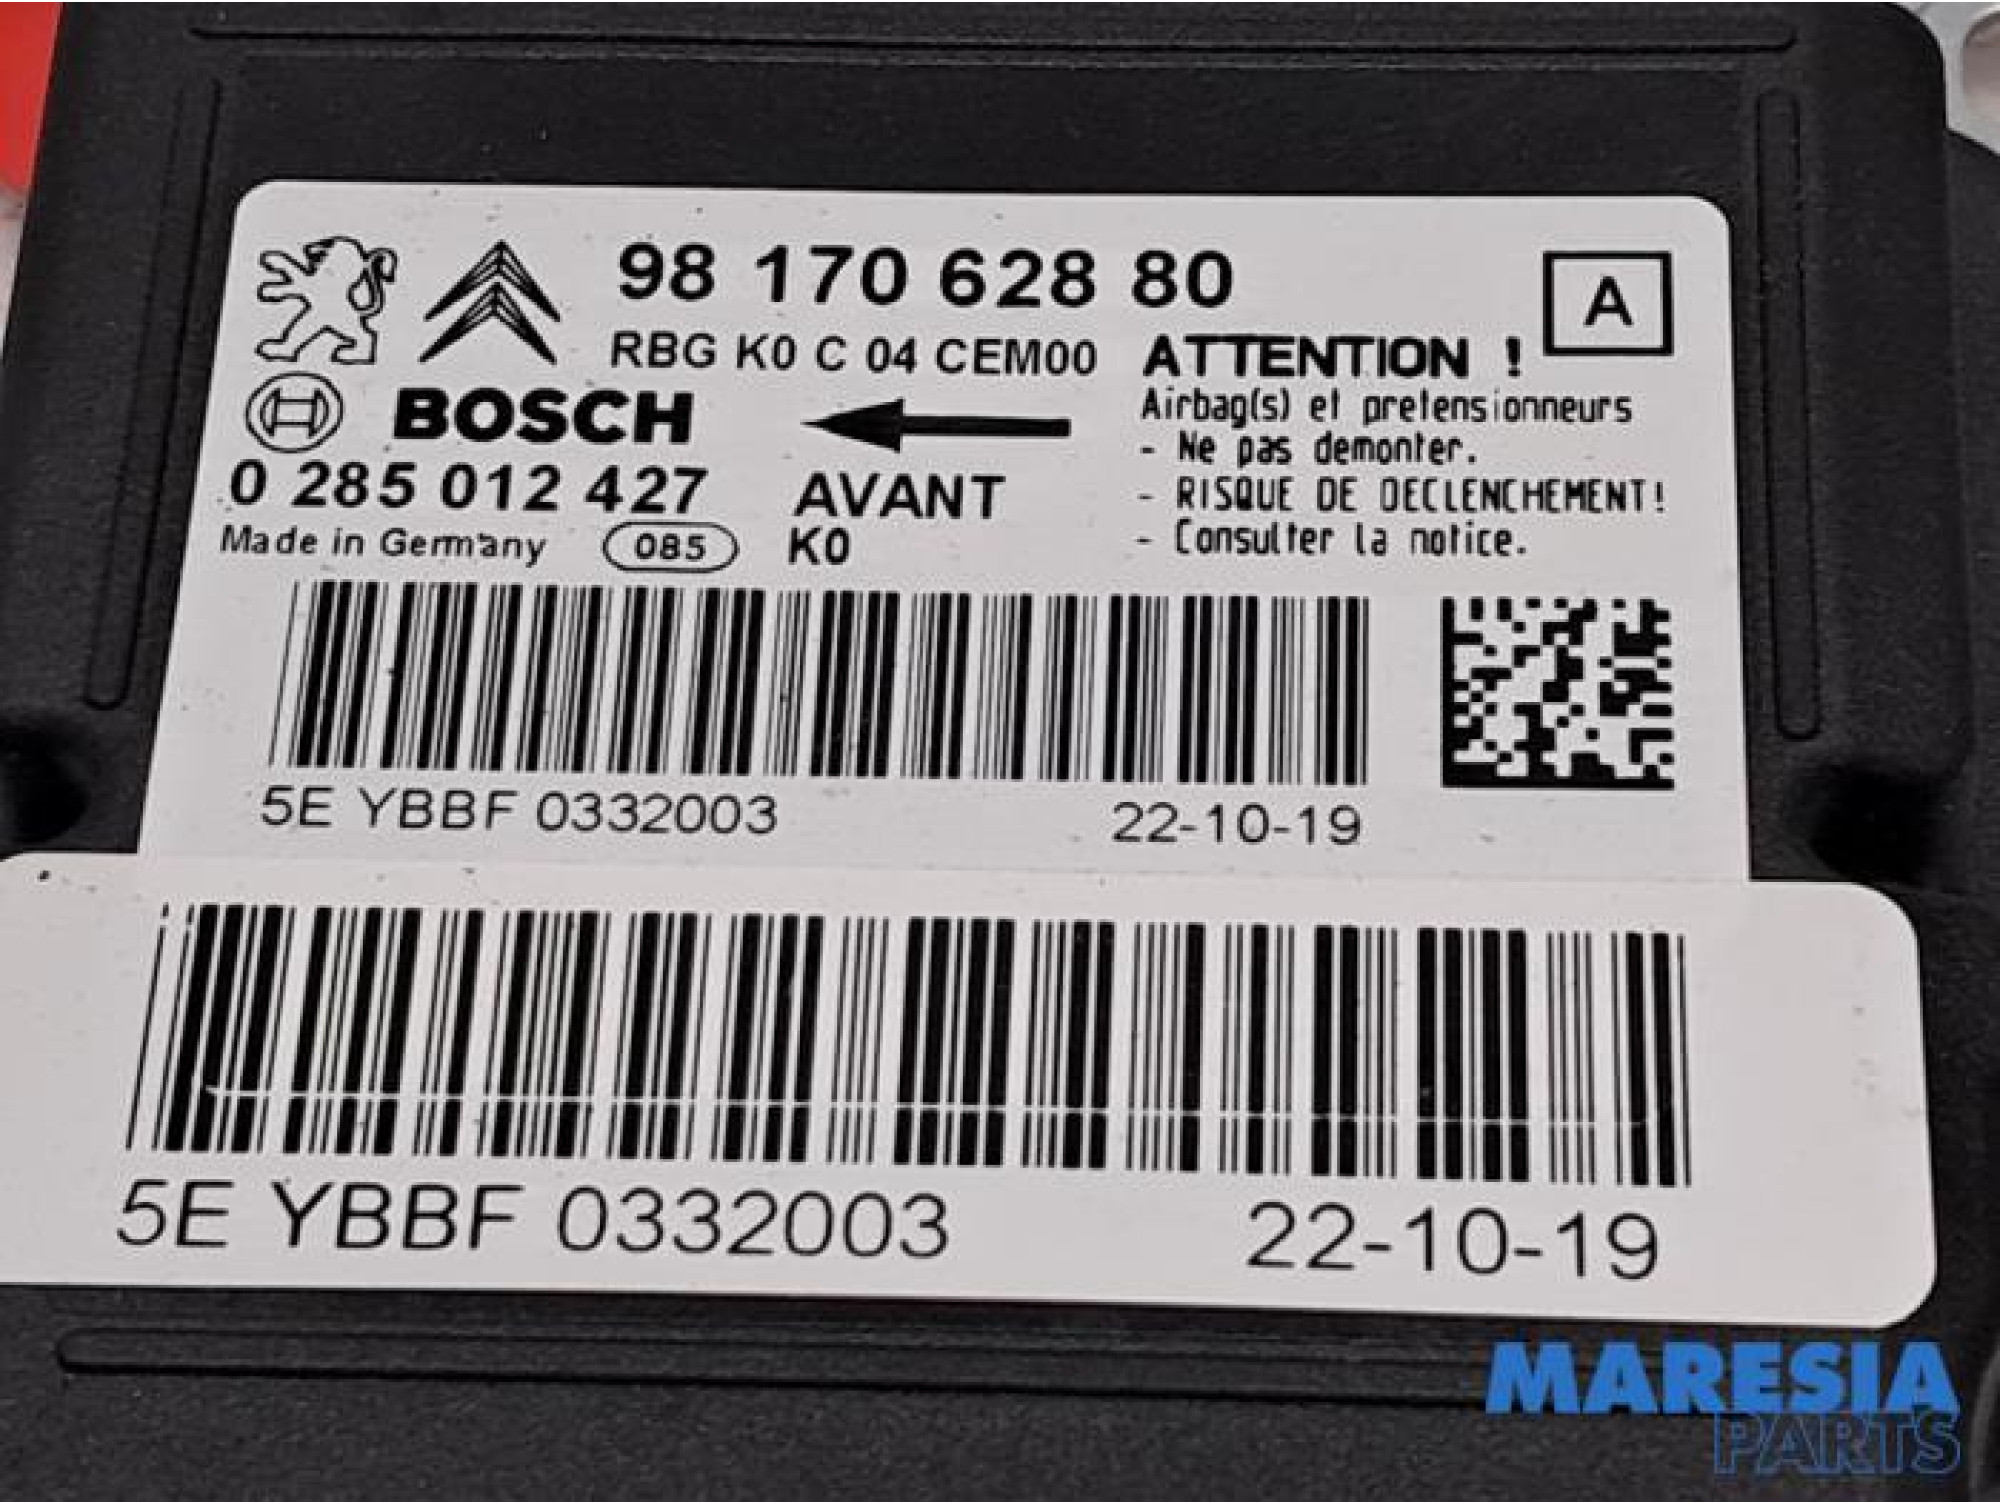 98 170 628 80
A
RBG K0 C 04 CEM00
ATTENTION !
BOSCH
Airbag(s) et pretensionneurs
- Ne pas demonter.
0 285 012 427
AVANT
- RISQUE DE DECLENCHEMENT!
Made in Germany
085
K0
- Consulter la notice.
5E YBBF 0332003
22-10-19
5E YBBF 0332003
22-10-19
MARESIA
PARTS